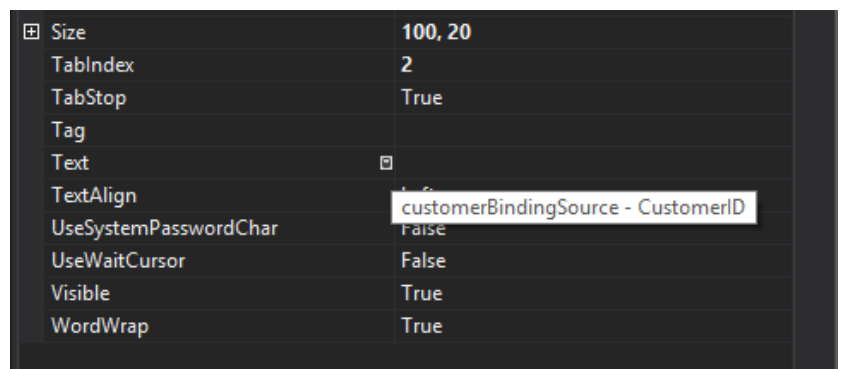 Size 100, 20
TabIndex 2
TabStop True
Tag
Text
TextAlign
customerBindingSource - CustomerID
UseSystemPasswordChar False
UseWaitCursor False
Visible True
WordWrap True